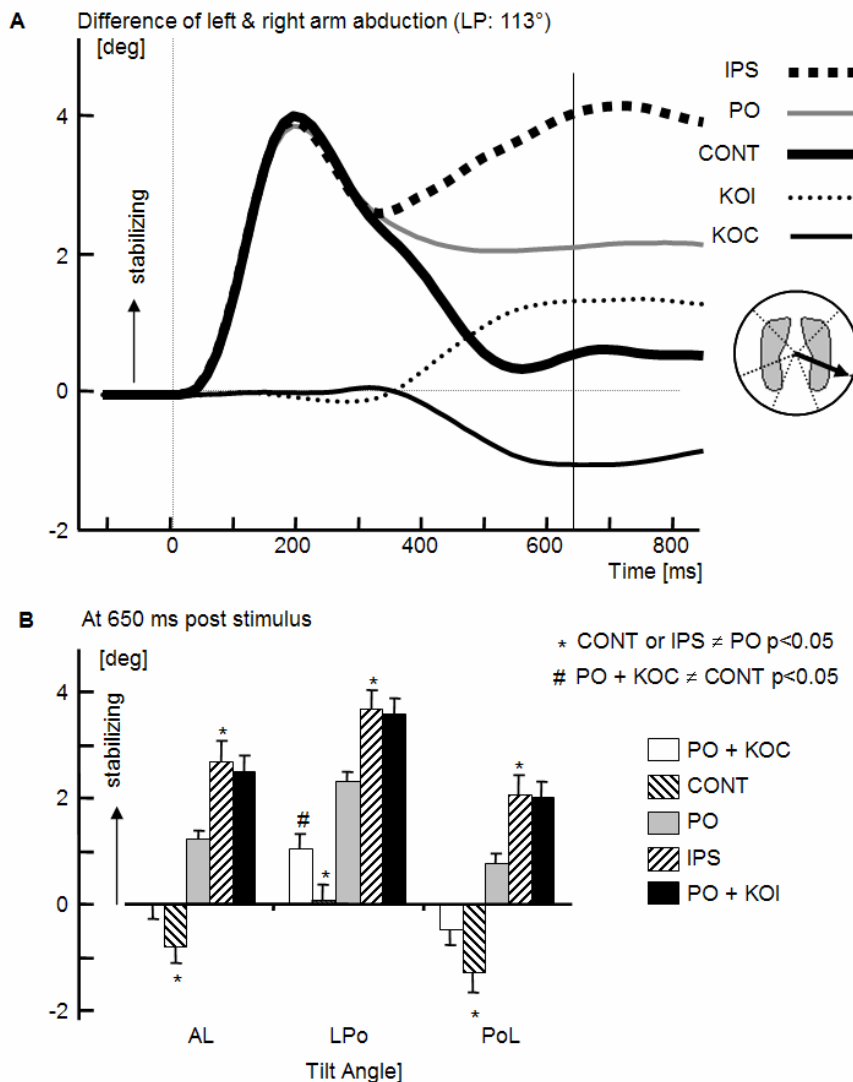 A Difference of left & right arm abduction (LP: 113°)
[deg]
IPS
4
PO
CONT
stabilizing
KOI
2
KOC
0
-2
0 200 400 600 800
Time [ms]
B At 650 ms post stimulus
* CONT or IPS ≠ PO p<0.05
[deg]
# PO + KOC ≠ CONT p<0.05
4
*
*
stabilizing
PO + KOC
CONT
2
*
PO
#
IPS
*
PO + KOI
0
*
*
-2
AL LPo PoL
Tilt Angle]